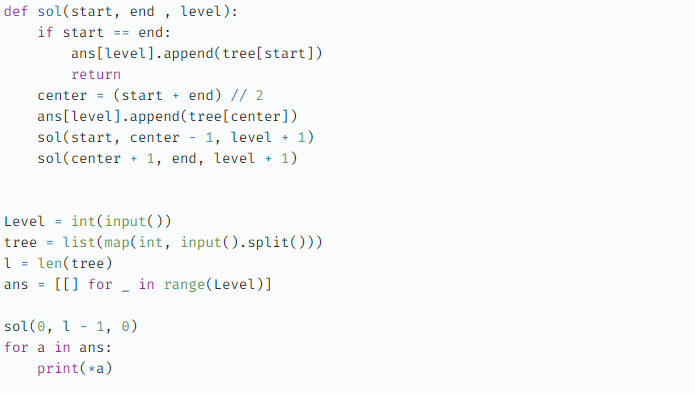 def sol(start, end , level):
    if start == end:
        ans[level].append(tree[start])
        return
    center = (start + end) // 2
    ans[level].append(tree[center])
    sol(start, center - 1, level + 1)
    sol(center + 1, end, level + 1)
Level = int(input())
tree = list(map(int, input().split()))
l = len(tree)
ans = [[] for _ in range(Level)]
sol(0, l - 1, 0)
for a in ans:
    print(*a)